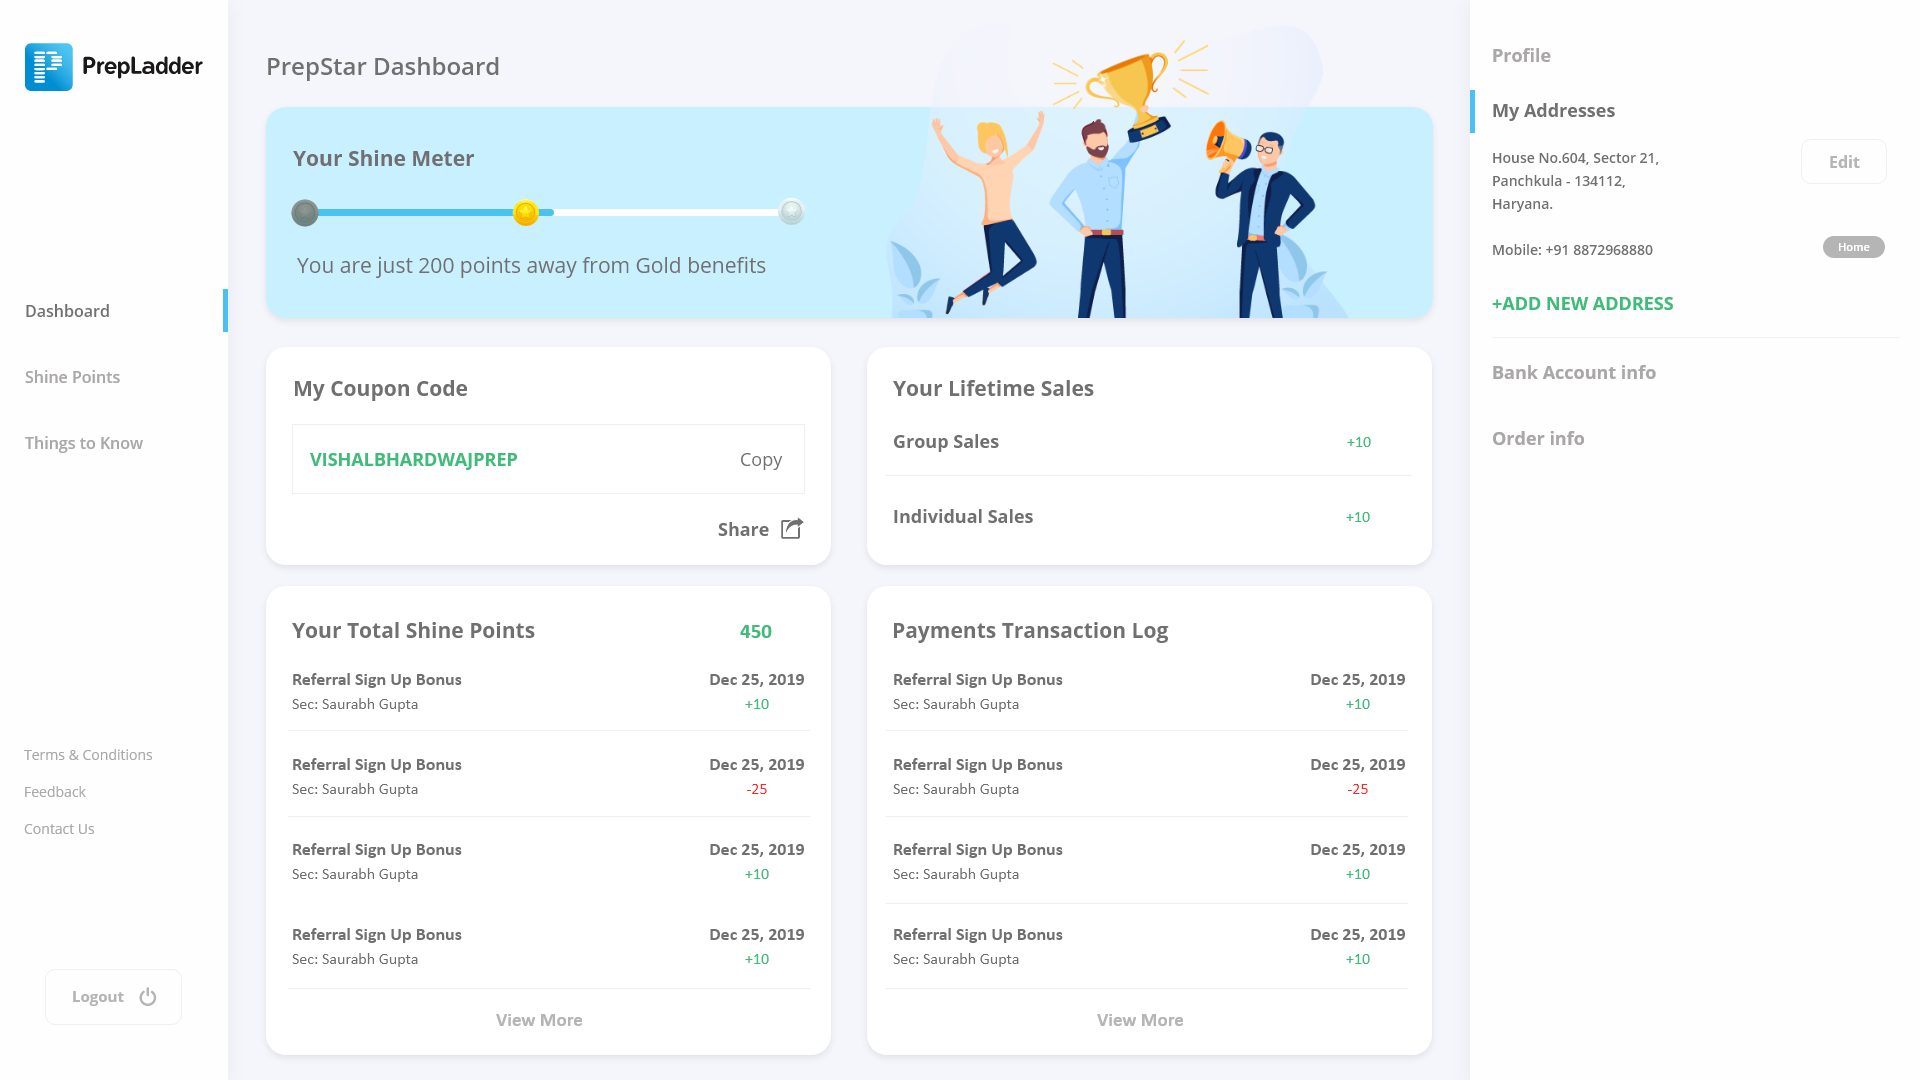 PrepLadder
Dashboard
Shine Points
Things to Know
Terms & Conditions
Feedback
Contact Us
Logout
PrepStar Dashboard
Your Shine Meter
You are just 200 points away from Gold benefits
My Coupon Code
VISHALBHARDWAJPREP Copy
Share
Your Lifetime Sales
Group Sales +10
Individual Sales +10
Your Total Shine Points 450
Referral Sign Up Bonus Dec 25, 2019
Sec: Saurabh Gupta +10
Referral Sign Up Bonus Dec 25, 2019
Sec: Saurabh Gupta -25
Referral Sign Up Bonus Dec 25, 2019
Sec: Saurabh Gupta +10
Referral Sign Up Bonus Dec 25, 2019
Sec: Saurabh Gupta +10
View More
Payments Transaction Log
Referral Sign Up Bonus Dec 25, 2019
Sec: Saurabh Gupta +10
Referral Sign Up Bonus Dec 25, 2019
Sec: Saurabh Gupta -25
Referral Sign Up Bonus Dec 25, 2019
Sec: Saurabh Gupta +10
Referral Sign Up Bonus Dec 25, 2019
Sec: Saurabh Gupta +10
View More
Profile
My Addresses
House No.604, Sector 21,
Panchkula - 134112,
Haryana.
Edit
Mobile: +91 8872968880
Home
+ADD NEW ADDRESS
Bank Account info
Order info